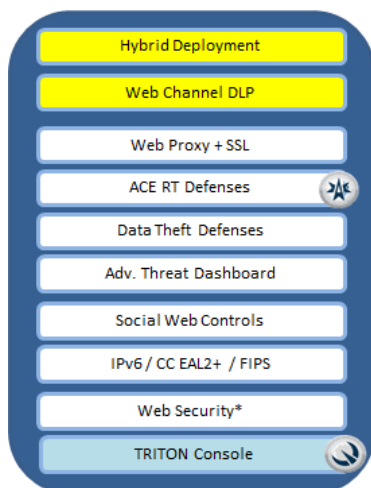 Hybrid Deployment
Web Channel DLP
Web Proxy + SSL
ACE RT Defenses
Data Theft Defenses
Adv. Threat Dashboard
Social Web Controls
IPv6 / CC EAL2+ / FIPS
Web Security*
TRITON Console